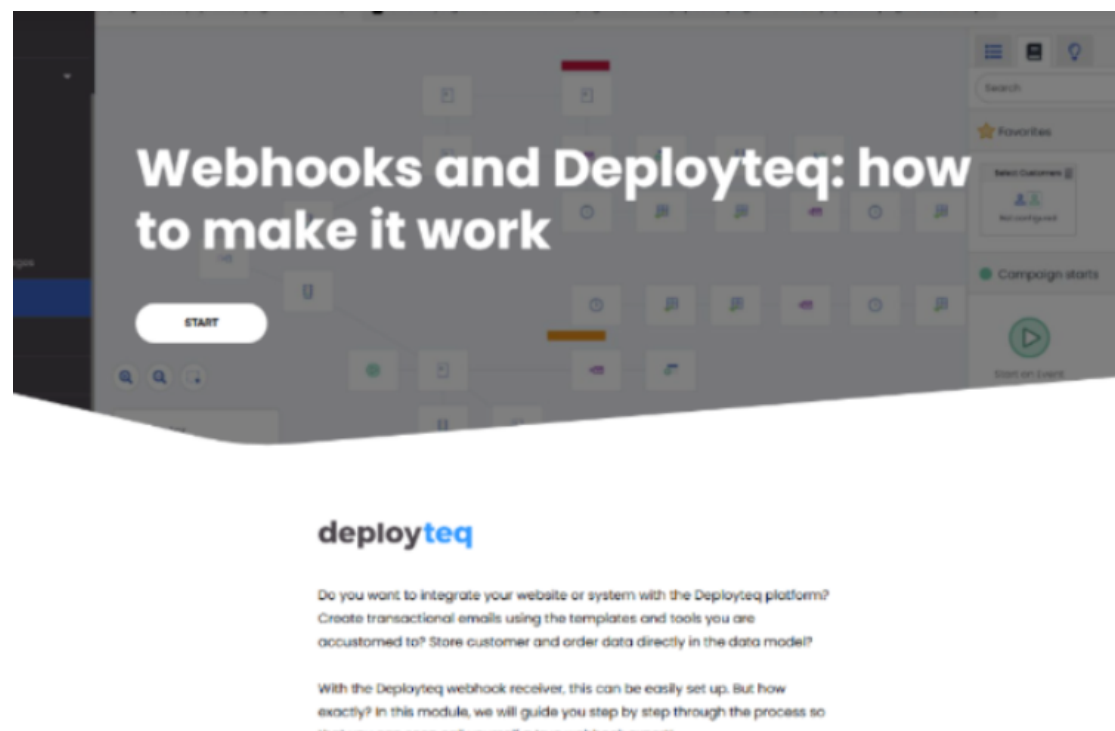 Search
Favorites
Webhooks and Deployteq: how
to make it work
Select Customers
Not configured
Campaign starts
START
Start on Event
deployteq
Do you want to integrate your website or system with the Deployteq platform?
Create transactional emails using the templates and tools you are
accustomed to? Store customer and order data directly in the data model?
With the Deployteq webhook receiver, this can be easily set up. But how
exactly? In this module, we will guide you step by step through the process so